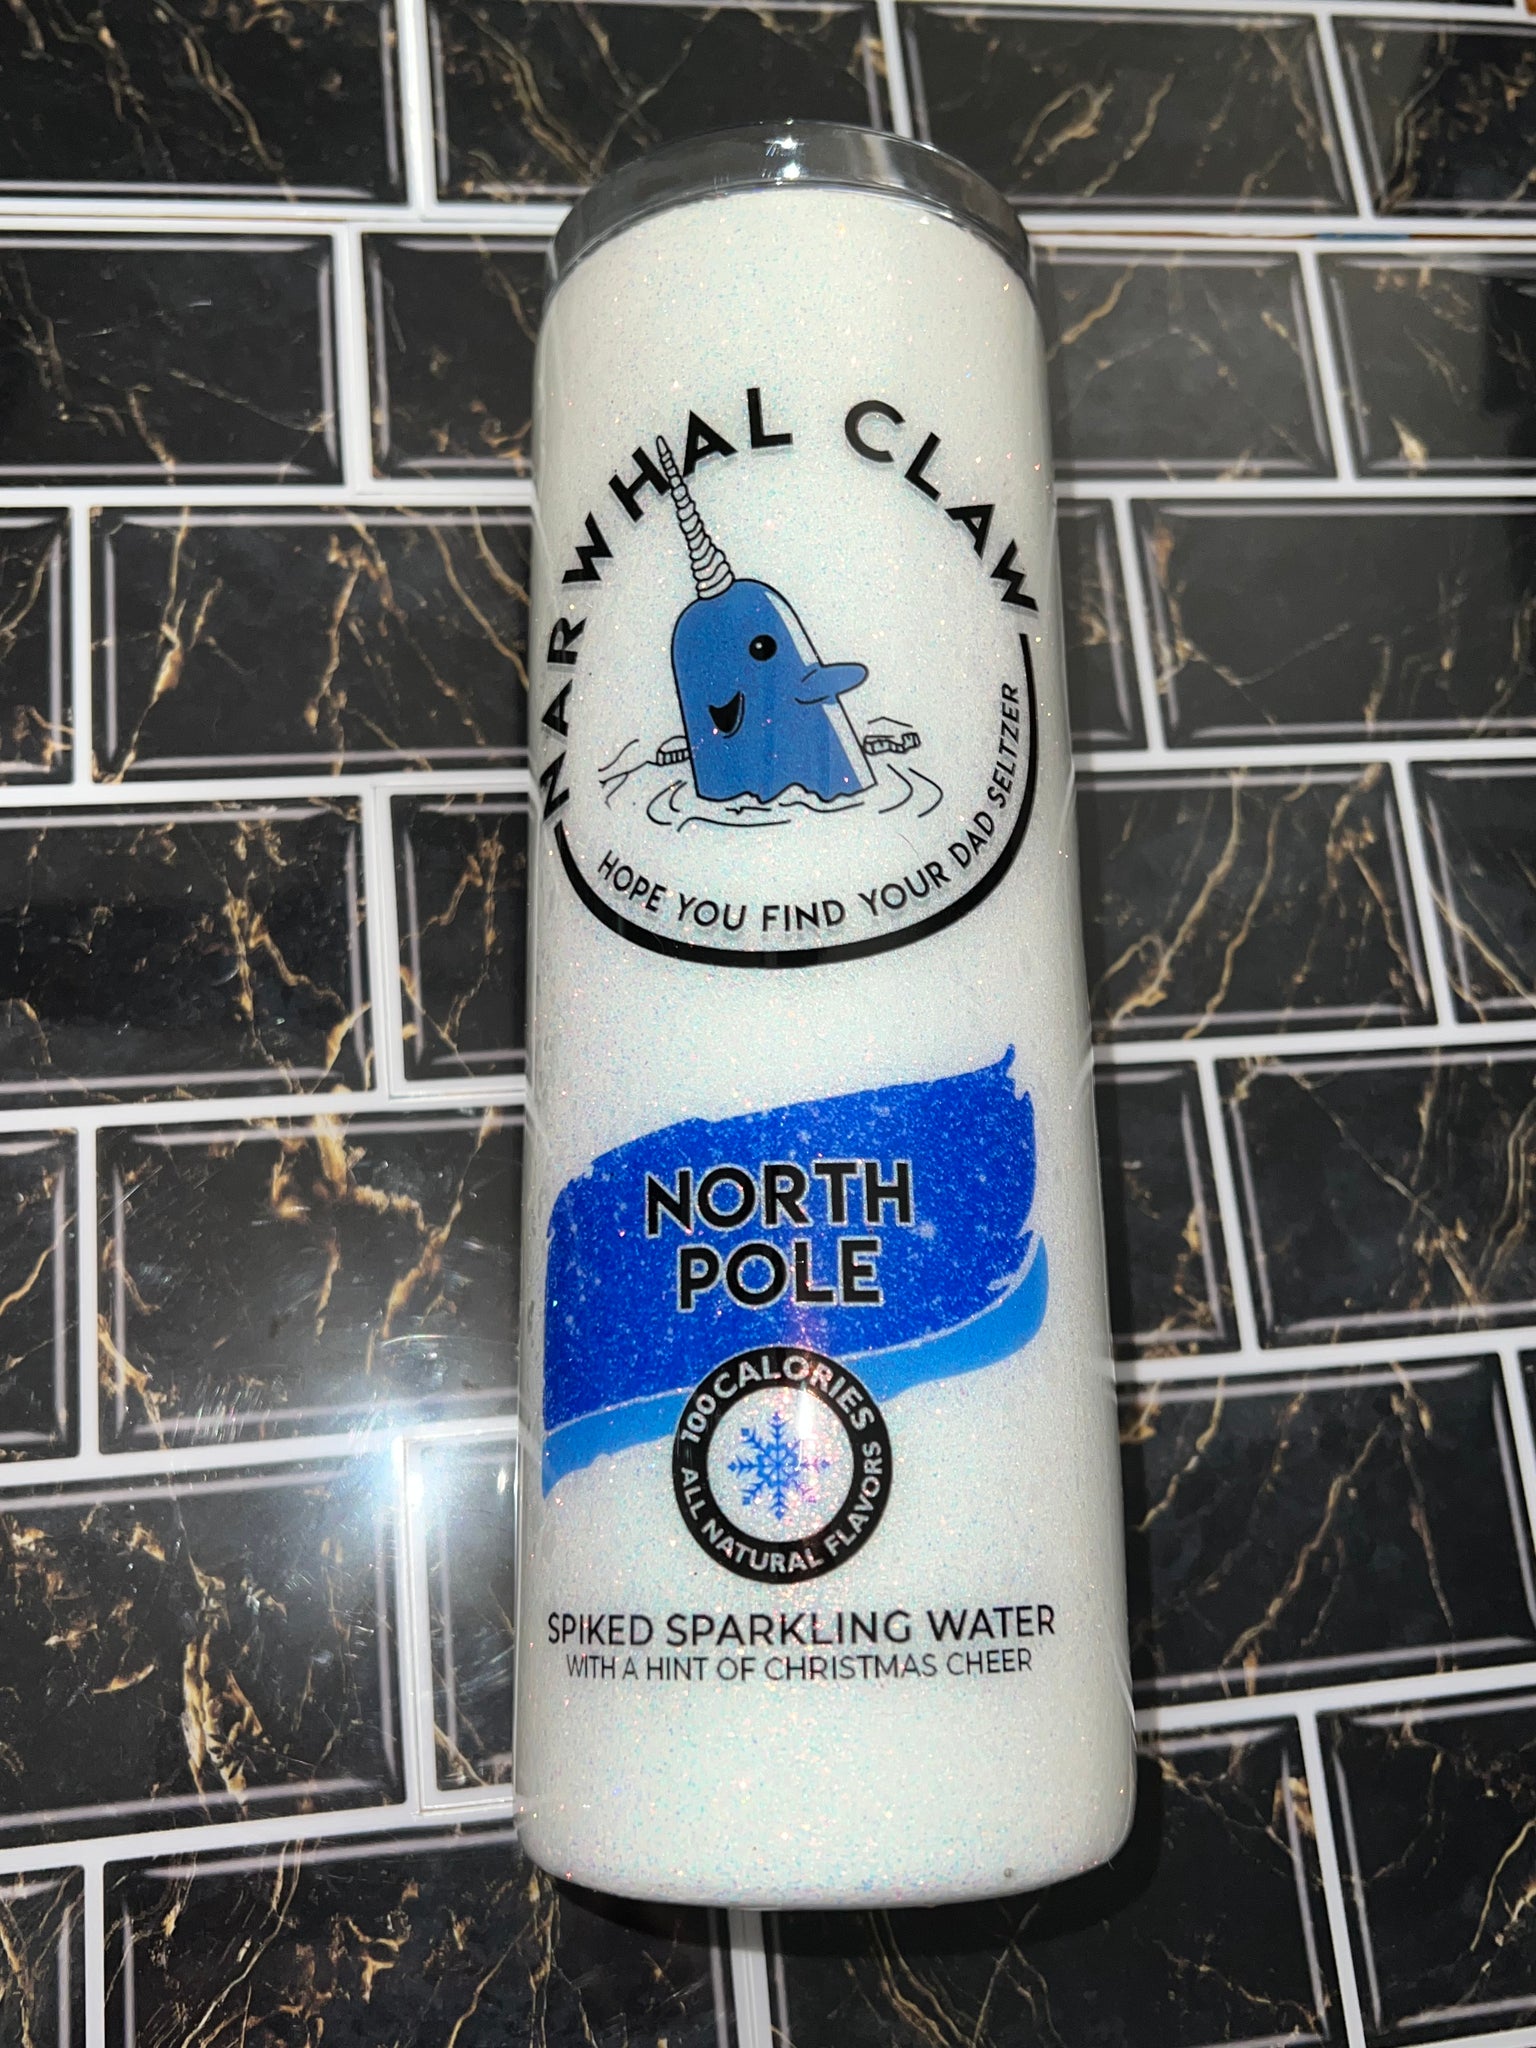 NARWHAL CLAW
HOPE YOU FIND YOUR DAD SELTZER
NORTH
POLE
100 CALORIES
ALL NATURAL FLAVORS
SPIKED SPARKLING WATER
WITH A HINT OF CHRISTMAS CHEER